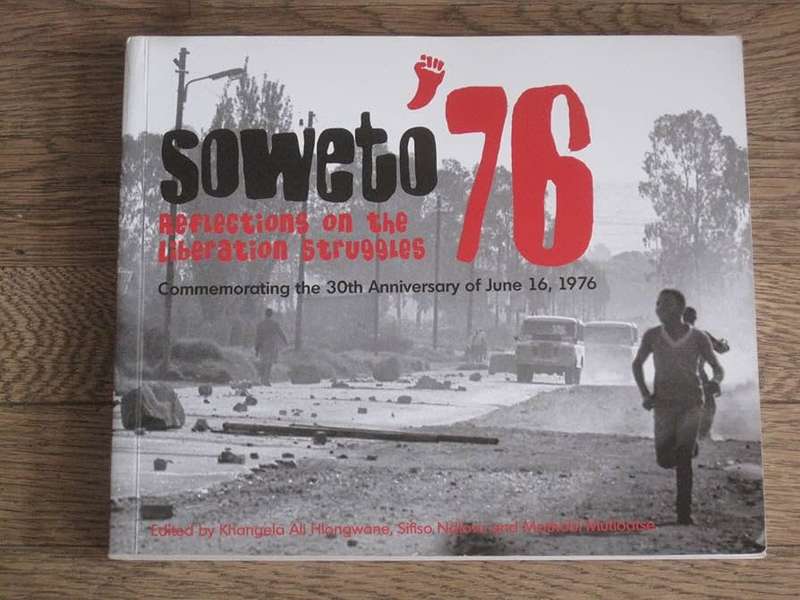 soweto '76
Reflections on the
Liberation Struggles
Commemorating the 30th Anniversary of June 16, 1976
Edited by Khangela Ali Hlongwane, Sifiso Ndlovu and Mothobi Mutloatse